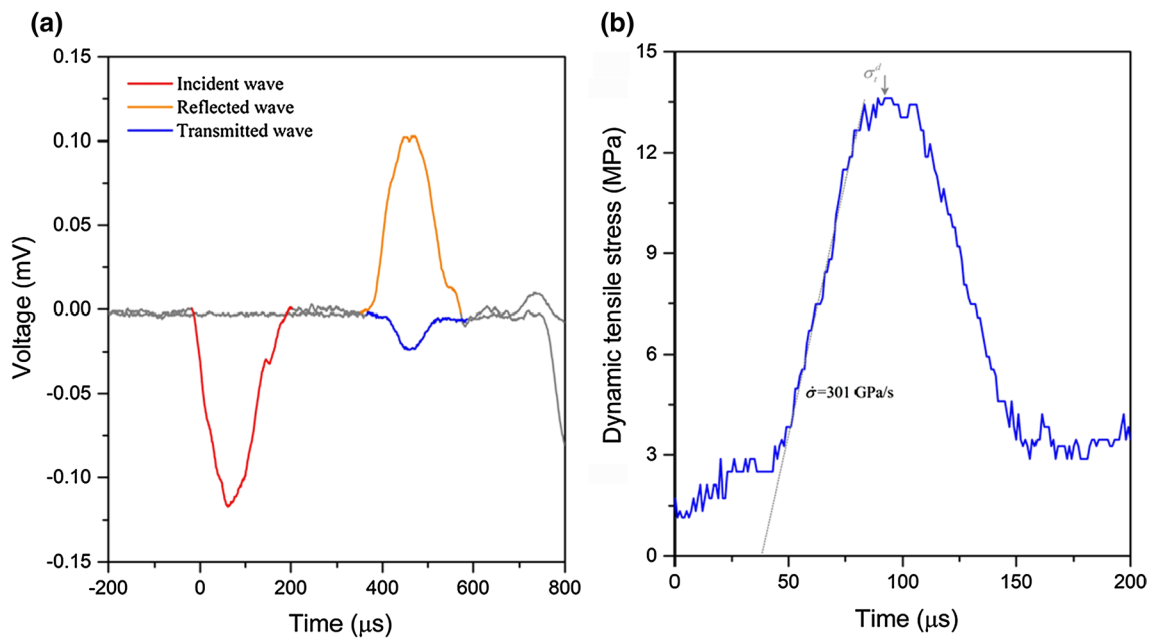 (a)
0.15
0.10
0.05
0.00
-0.05
-0.10
-0.15
Voltage (mV)
Incident wave
Reflected wave
Transmitted wave
-200 0 200 400 600 800
Time (μs)
(b)
15
12
9
6
3
0
Dynamic tensile stress (MPa)
σ_t^d
σ̇=301 GPa/s
0 50 100 150 200
Time (μs)